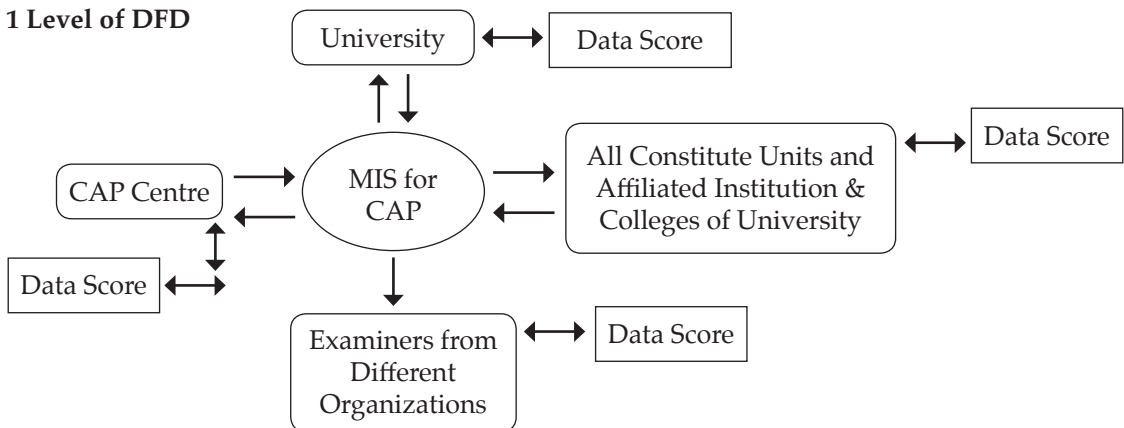 1 Level of DFD
University
Data Score
Data Score
All Constitute Units and
Affiliated Institution &
Colleges of University
MIS for
CAP
CAP Centre
Data Score
Examiners from
Different
Organizations
Data Score